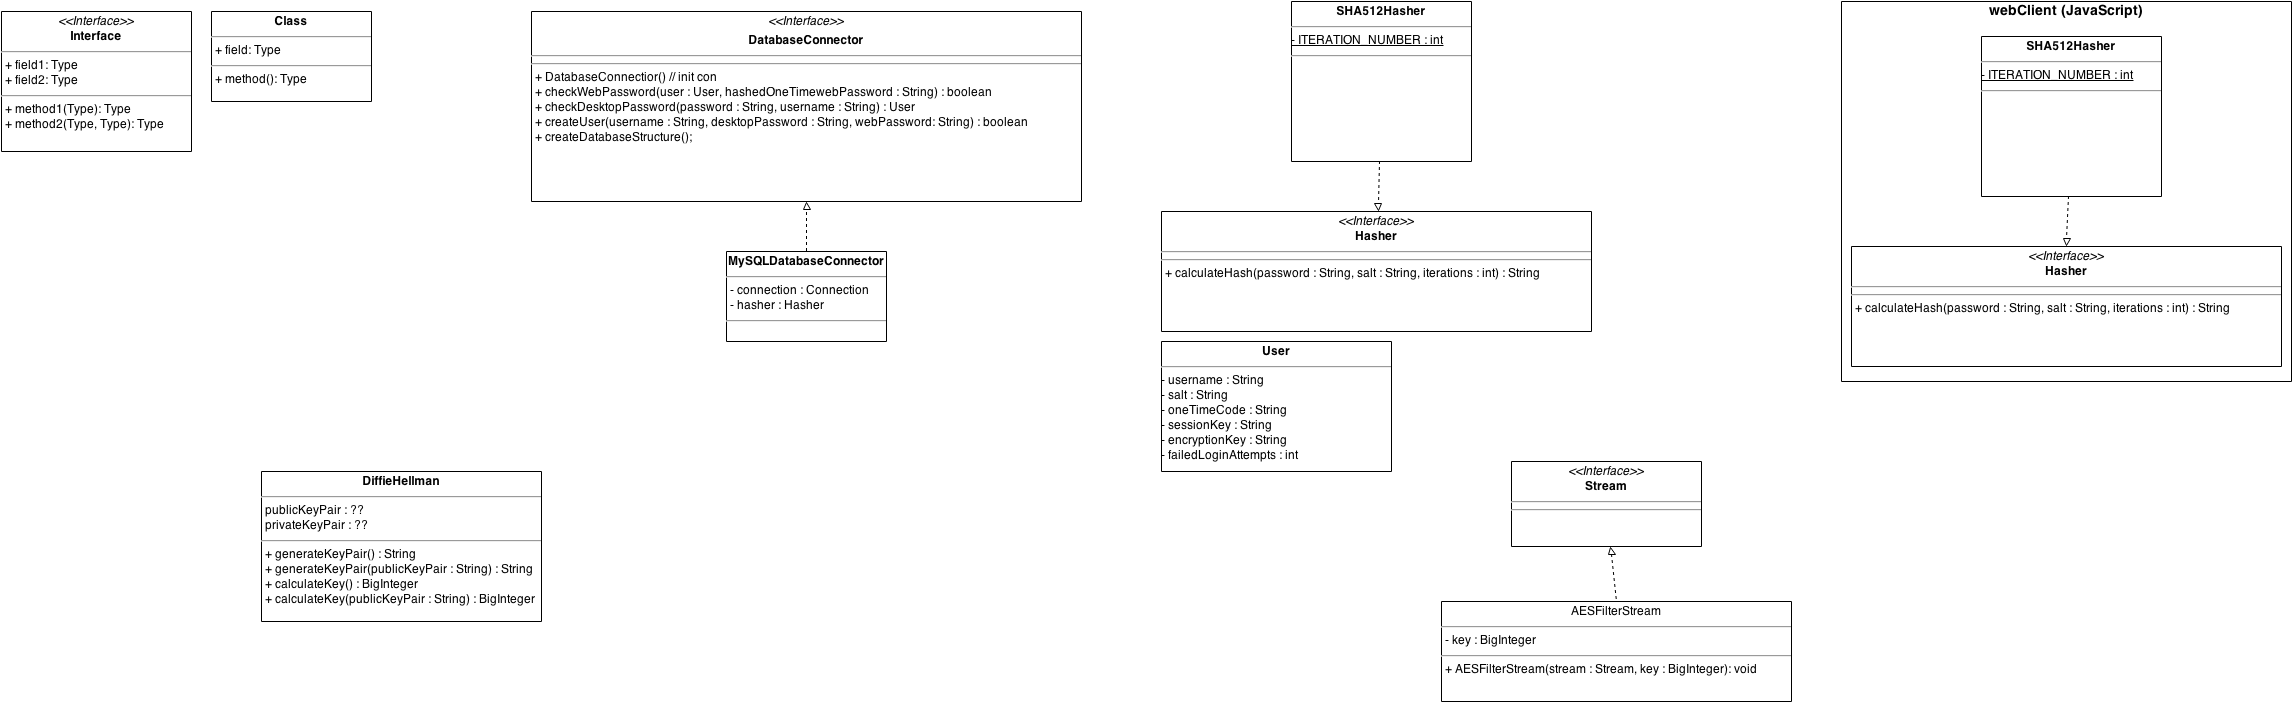 <<Interface>>
Interface
+ field1: Type
+ field2: Type
+ method1(Type): Type
+ method2(Type, Type): Type
Class
+ field: Type
+ method(): Type
<<Interface>>
DatabaseConnector
+ DatabaseConnectior() // init con
+ checkWebPassword(user : User, hashedOneTimewebPassword : String) : boolean
+ checkDesktopPassword(password : String, username : String) : User
+ createUser(username : String, desktopPassword : String, webPassword: String) : boolean
+ createDatabaseStructure();
MySQLDatabaseConnector
- connection : Connection
- hasher : Hasher
SHA512Hasher
- ITERATION_NUMBER : int
<<Interface>>
Hasher
+ calculateHash(password : String, salt : String, iterations : int) : String
webClient (JavaScript)
SHA512Hasher
- ITERATION_NUMBER : int
<<Interface>>
Hasher
+ calculateHash(password : String, salt : String, iterations : int) : String
User
- username : String
- salt : String
- oneTimeCode : String
- sessionKey : String
- encryptionKey : String
- failedLoginAttempts : int
DiffieHellman
publicKeyPair : ??
privateKeyPair : ??
+ generateKeyPair() : String
+ generateKeyPair(publicKeyPair : String) : String
+ calculateKey() : BigInteger
+ calculateKey(publicKeyPair : String) : BigInteger
<<Interface>>
Stream
AESFilterStream
- key : BigInteger
+ AESFilterStream(stream : Stream, key : BigInteger): void